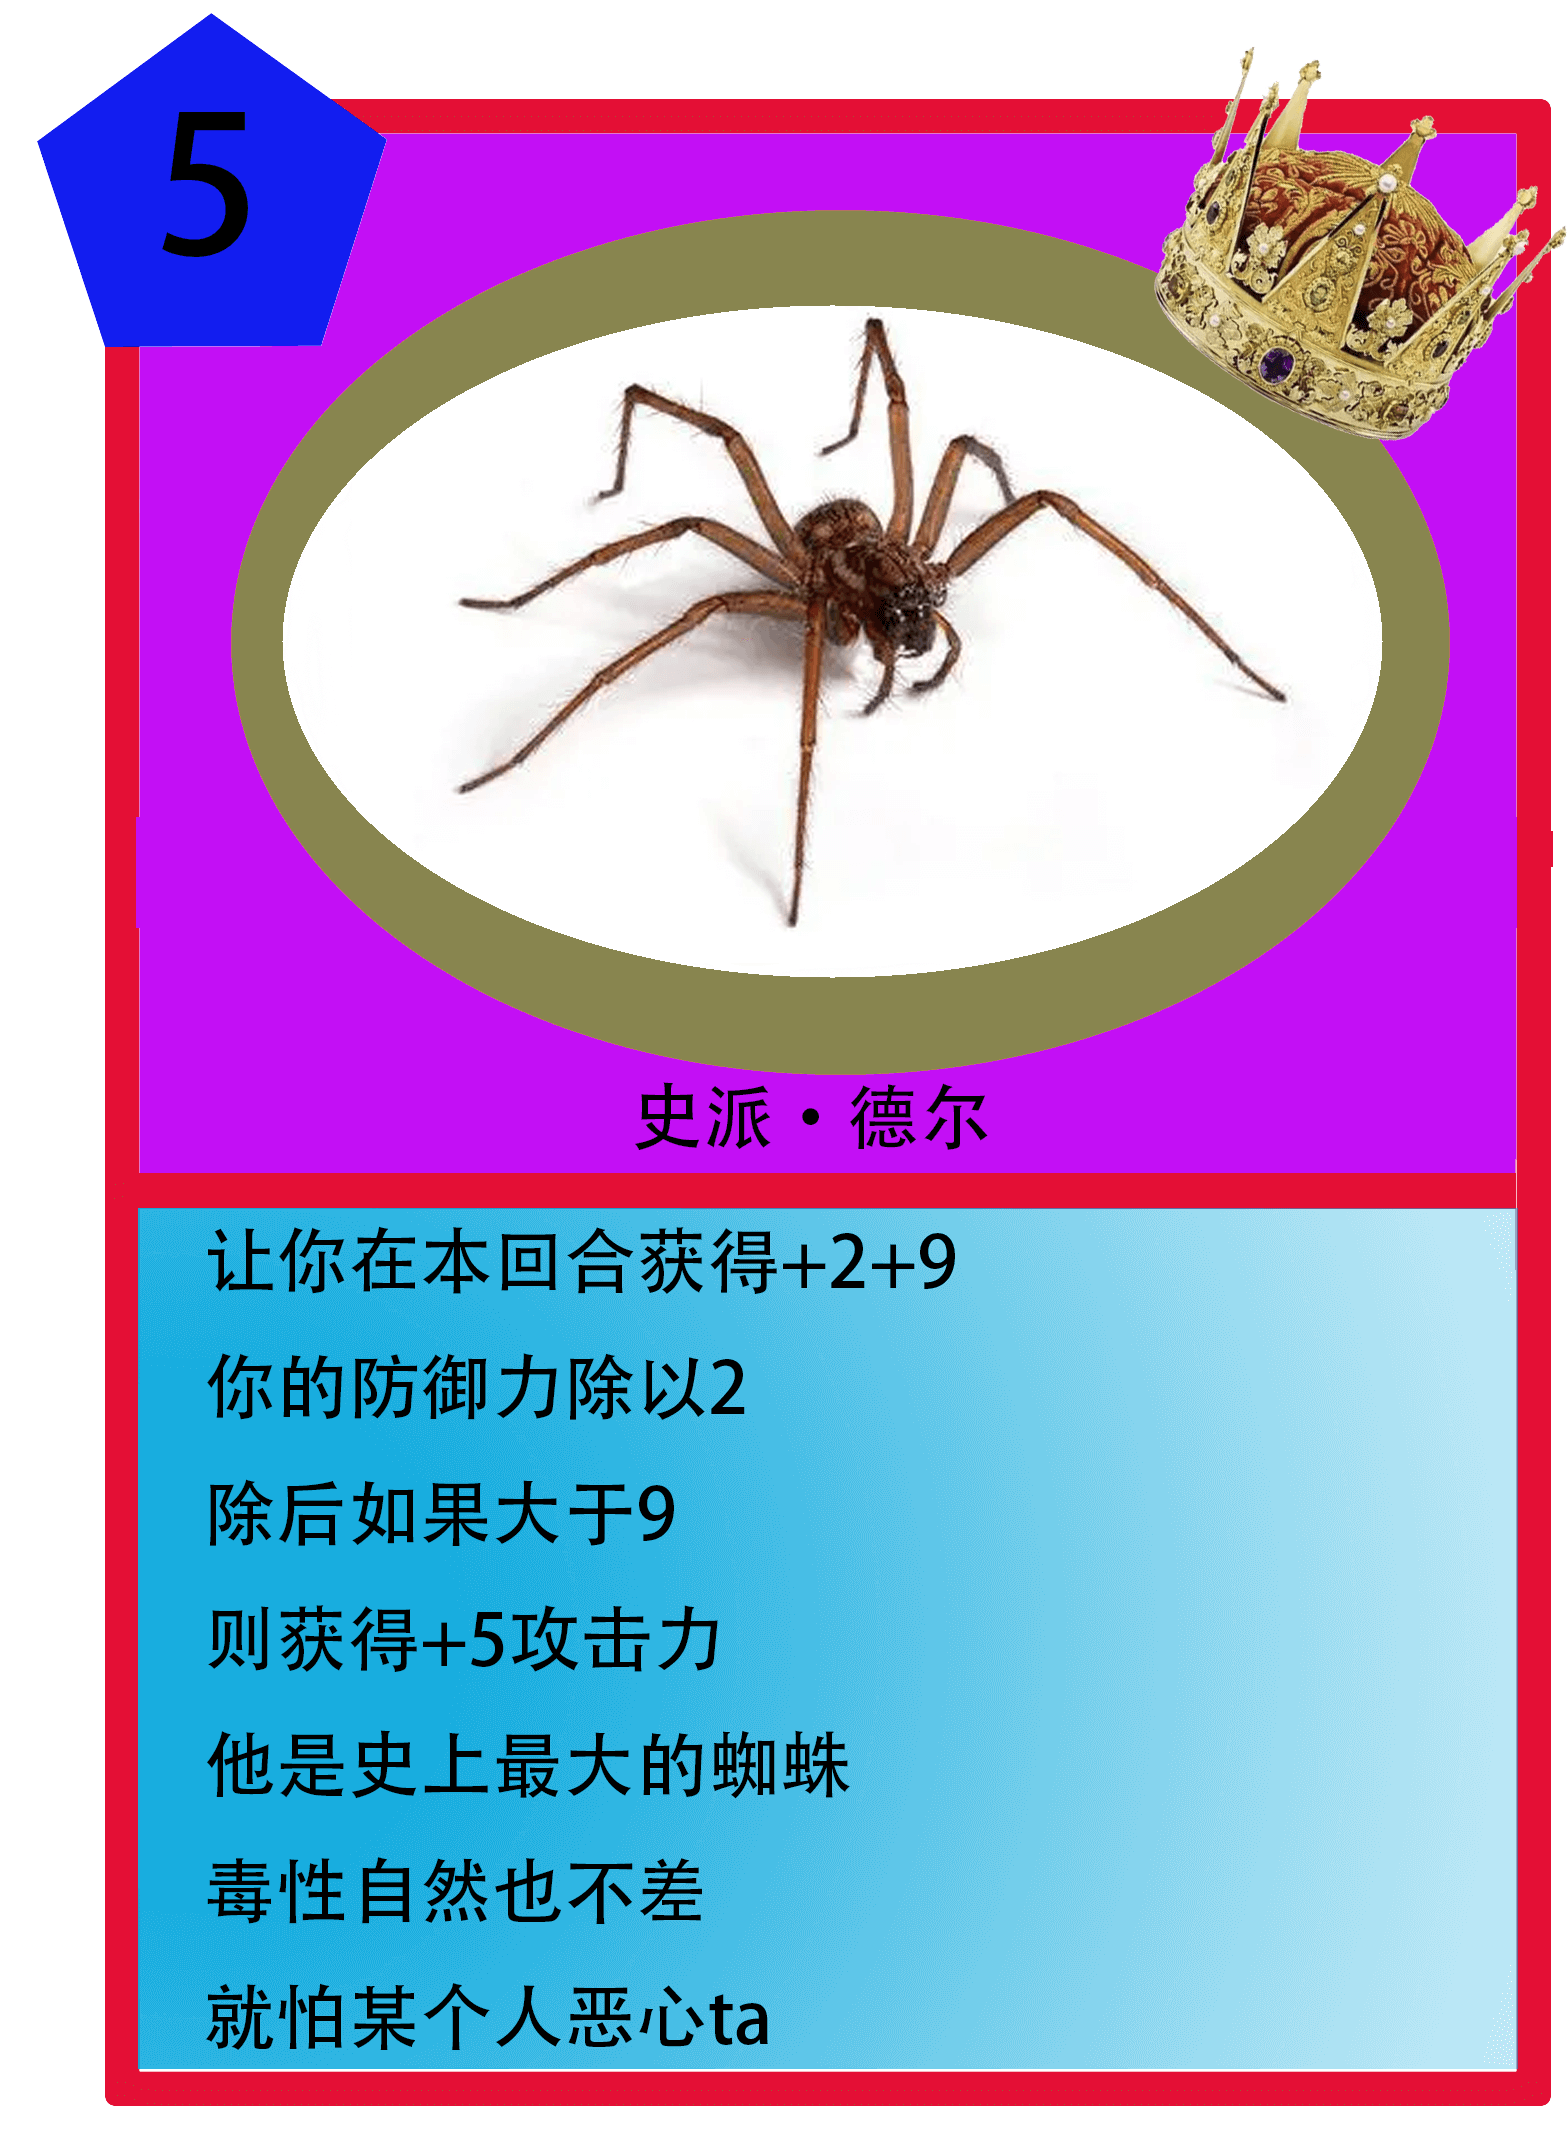 5
史派·德尔
让你在本回合获得+2+9
你的防御力除以2
除后如果大于9
则获得+5攻击力
他是史上最大的蜘蛛
毒性自然也不差
就怕某个人恶心ta